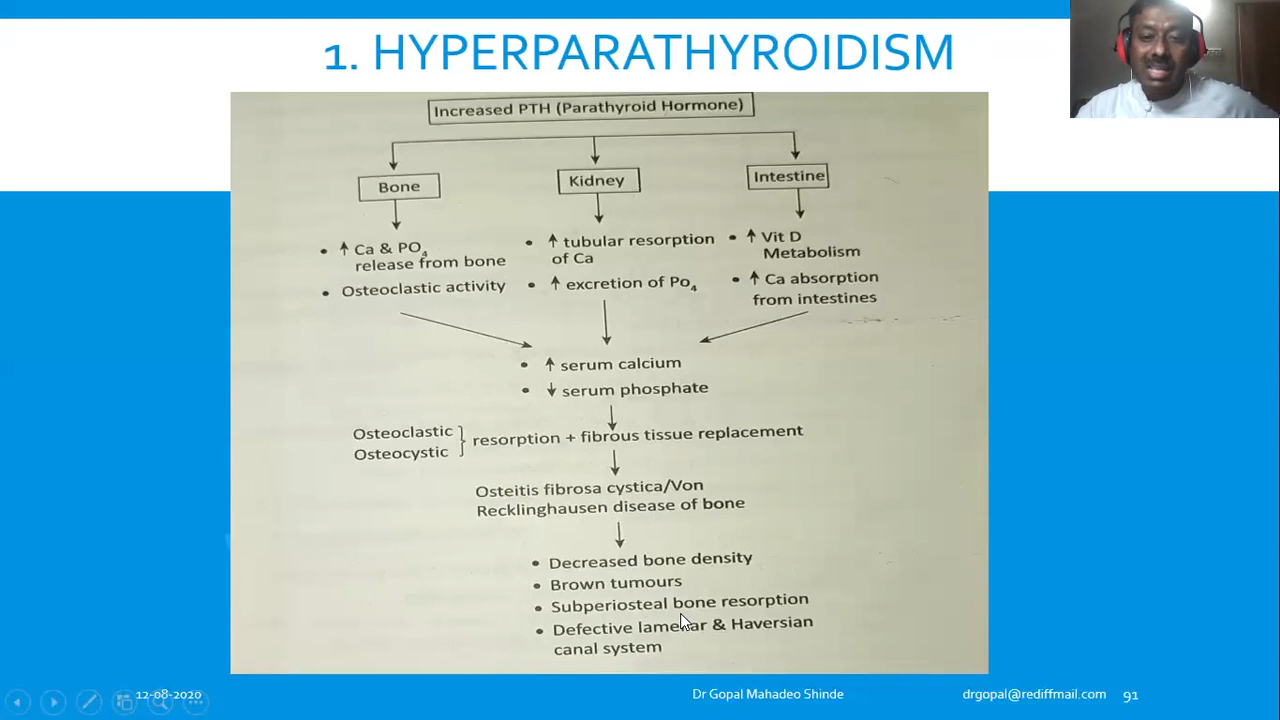 1. HYPERPARATHYROIDISM
Increased PTH (Parathyroid Hormone)
Bone
Kidney
Intestine
• ↑ Ca & PO4
release from bone
• Osteoclastic activity
• ↑ tubular resorption
of Ca
• ↑ excretion of Po4
• ↑ Vit D
Metabolism
• ↑ Ca absorption
from intestines
• ↑ serum calcium
• ↓ serum phosphate
Osteoclastic
Osteocystic
resorption + fibrous tissue replacement
Osteitis fibrosa cystica/Von
Recklinghausen disease of bone
• Decreased bone density
• Brown tumours
• Subperiosteal bone resorption
• Defective lamellar & Haversian
canal system
12-08-2020
Dr Gopal Mahadeo Shinde
drgopal@rediffmail.com
91